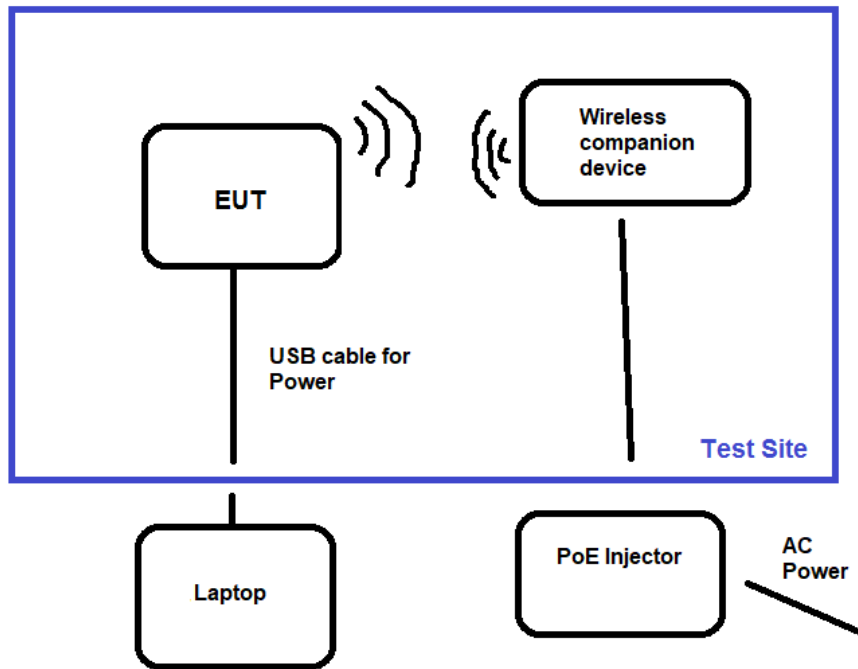 Wireless
companion
device
EUT
USB cable for
Power
Test Site
Laptop
PoE Injector
AC
Power